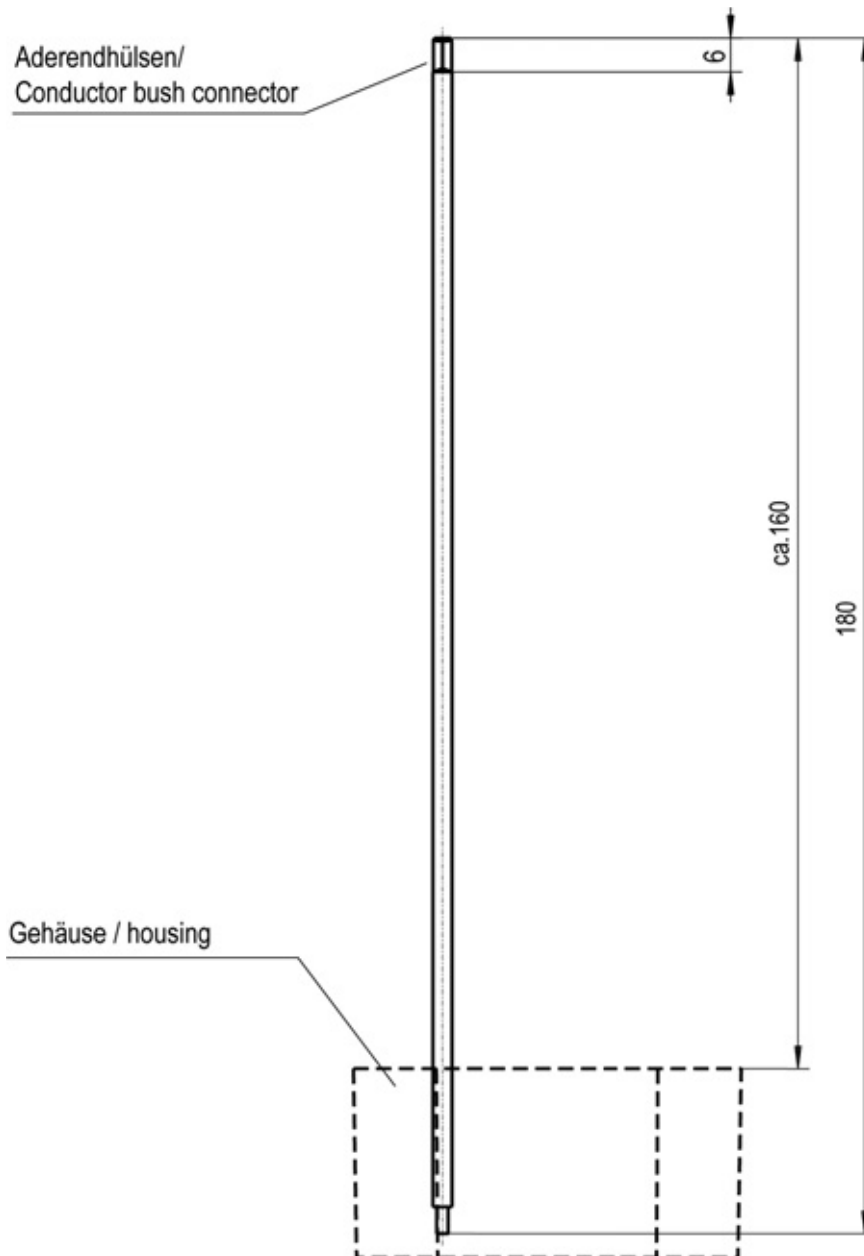 Aderendhülsen/
Conductor bush connector
6
ca.160
180
Gehäuse / housing